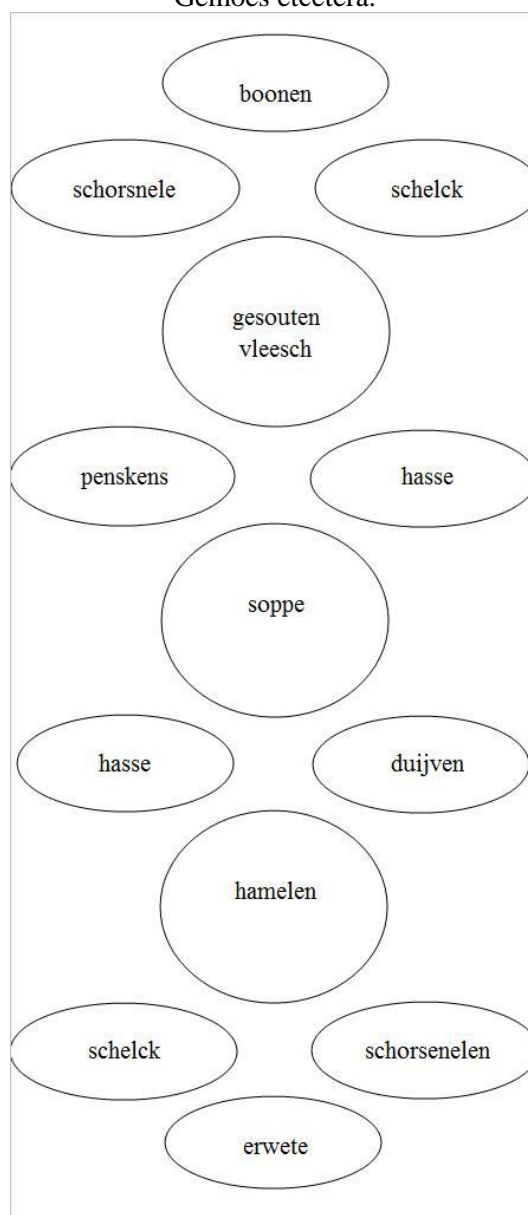 Gemoes etcetera.
boonen
schorsnele schelck
gesouten
vleesch
penskens hasse
soppe
hasse duijven
hamelen
schelck schorsenelen
erwete